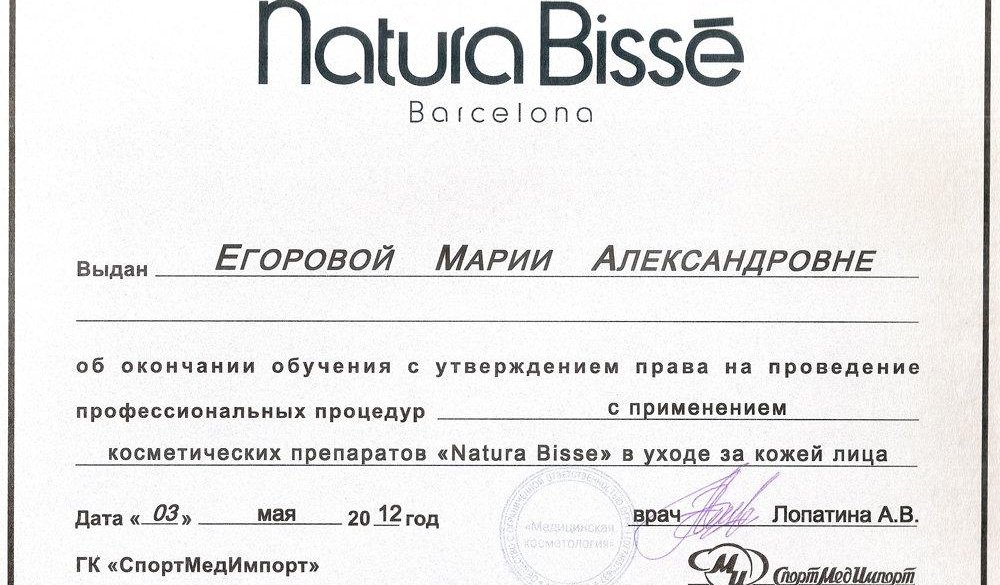 Natura Bissé
Barcelona
Выдан ЕГОРОВОЙ МАРИИ АЛЕКСАНДРОВНЕ
об окончании обучения с утверждением права на проведение
профессиональных процедур с применением
косметических препаратов «Natura Bisse» в уходе за кожей лица
Дата «03» мая 2012 год врач Лопатина А.В.
«Медицинская
косметология»
ГК «СпортМедИмпорт» СпортМедИмпорт